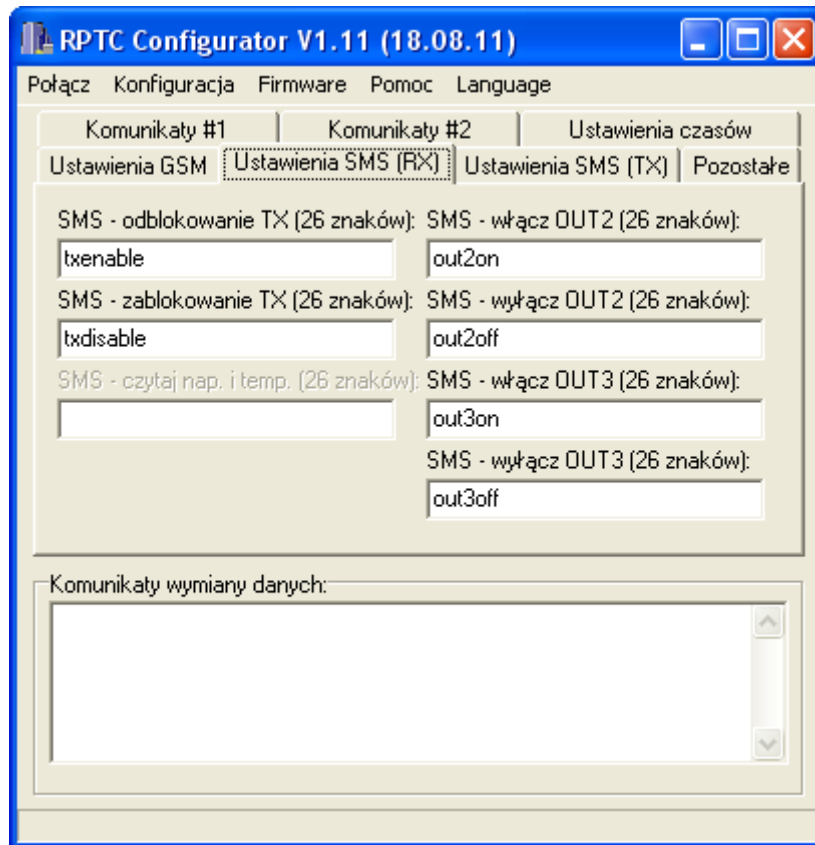 RPTC Configurator V1.11 (18.08.11)
Połącz Konfiguracja Firmware Pomoc Language
Komunikaty #1 Komunikaty #2 Ustawienia czasów
Ustawienia GSM Ustawienia SMS (RX) Ustawienia SMS (TX) Pozostałe
SMS - odblokowanie TX (26 znaków): SMS - włącz OUT2 (26 znaków):
txenable out2on
SMS - zablokowanie TX (26 znaków): SMS - wyłącz OUT2 (26 znaków):
txdisable out2off
SMS - czytaj nap. i temp. (26 znaków): SMS - włącz OUT3 (26 znaków):
out3on
SMS - wyłącz OUT3 (26 znaków):
out3off
Komunikaty wymiany danych: